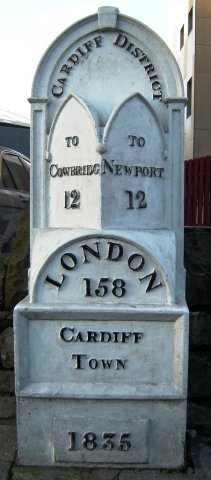 CARDIFF DISTRICT
TO
COWBRIDG
12
TO
NEWPORT
12
LONDON
158
CARDIFF
TOWN
1835